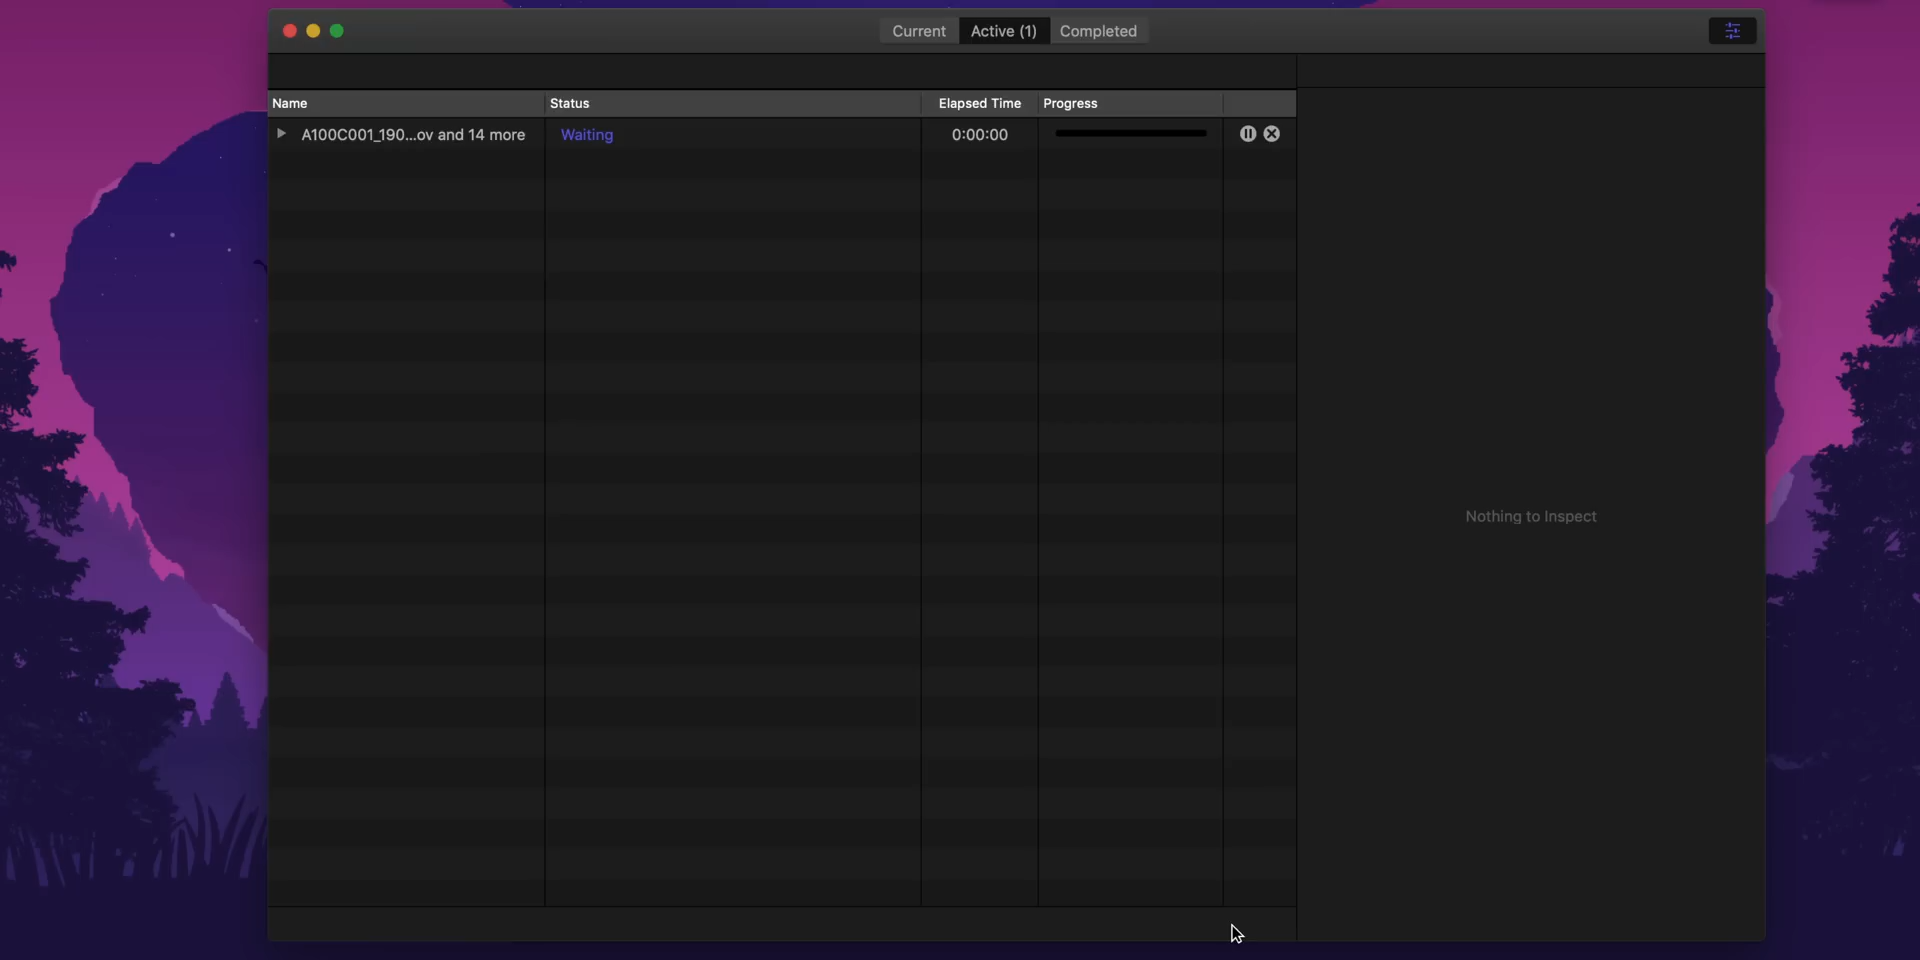 Current Active (1) Completed
Name Status Elapsed Time Progress
A100C001_190...ov and 14 more Waiting 0:00:00
Nothing to Inspect